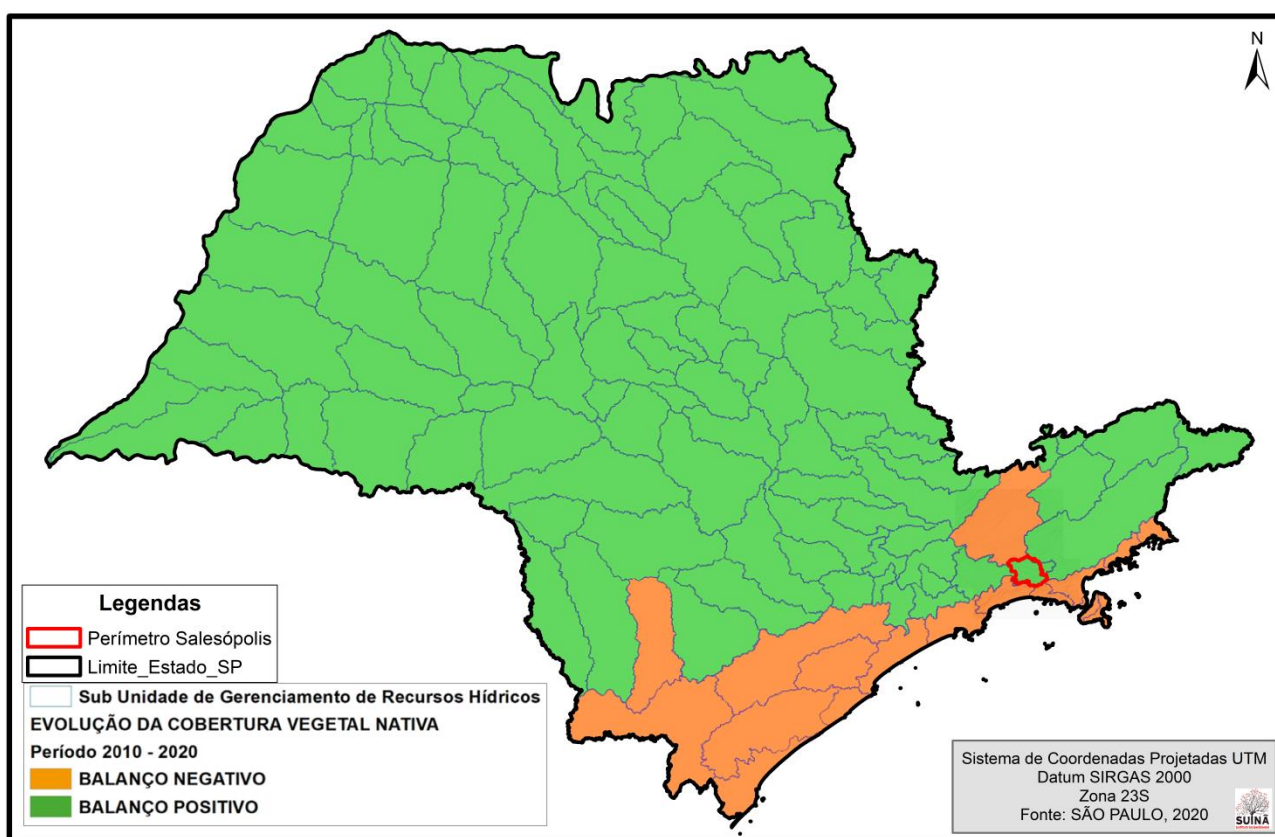 N
Legendas
Perímetro Salesópolis
Limite_Estado_SP
Sub Unidade de Gerenciamento de Recursos Hídricos
EVOLUÇÃO DA COBERTURA VEGETAL NATIVA
Período 2010 - 2020
BALANÇO NEGATIVO
BALANÇO POSITIVO
Sistema de Coordenadas Projetadas UTM
Datum SIRGAS 2000
Zona 23S
Fonte: SÃO PAULO, 2020
SUINÃ